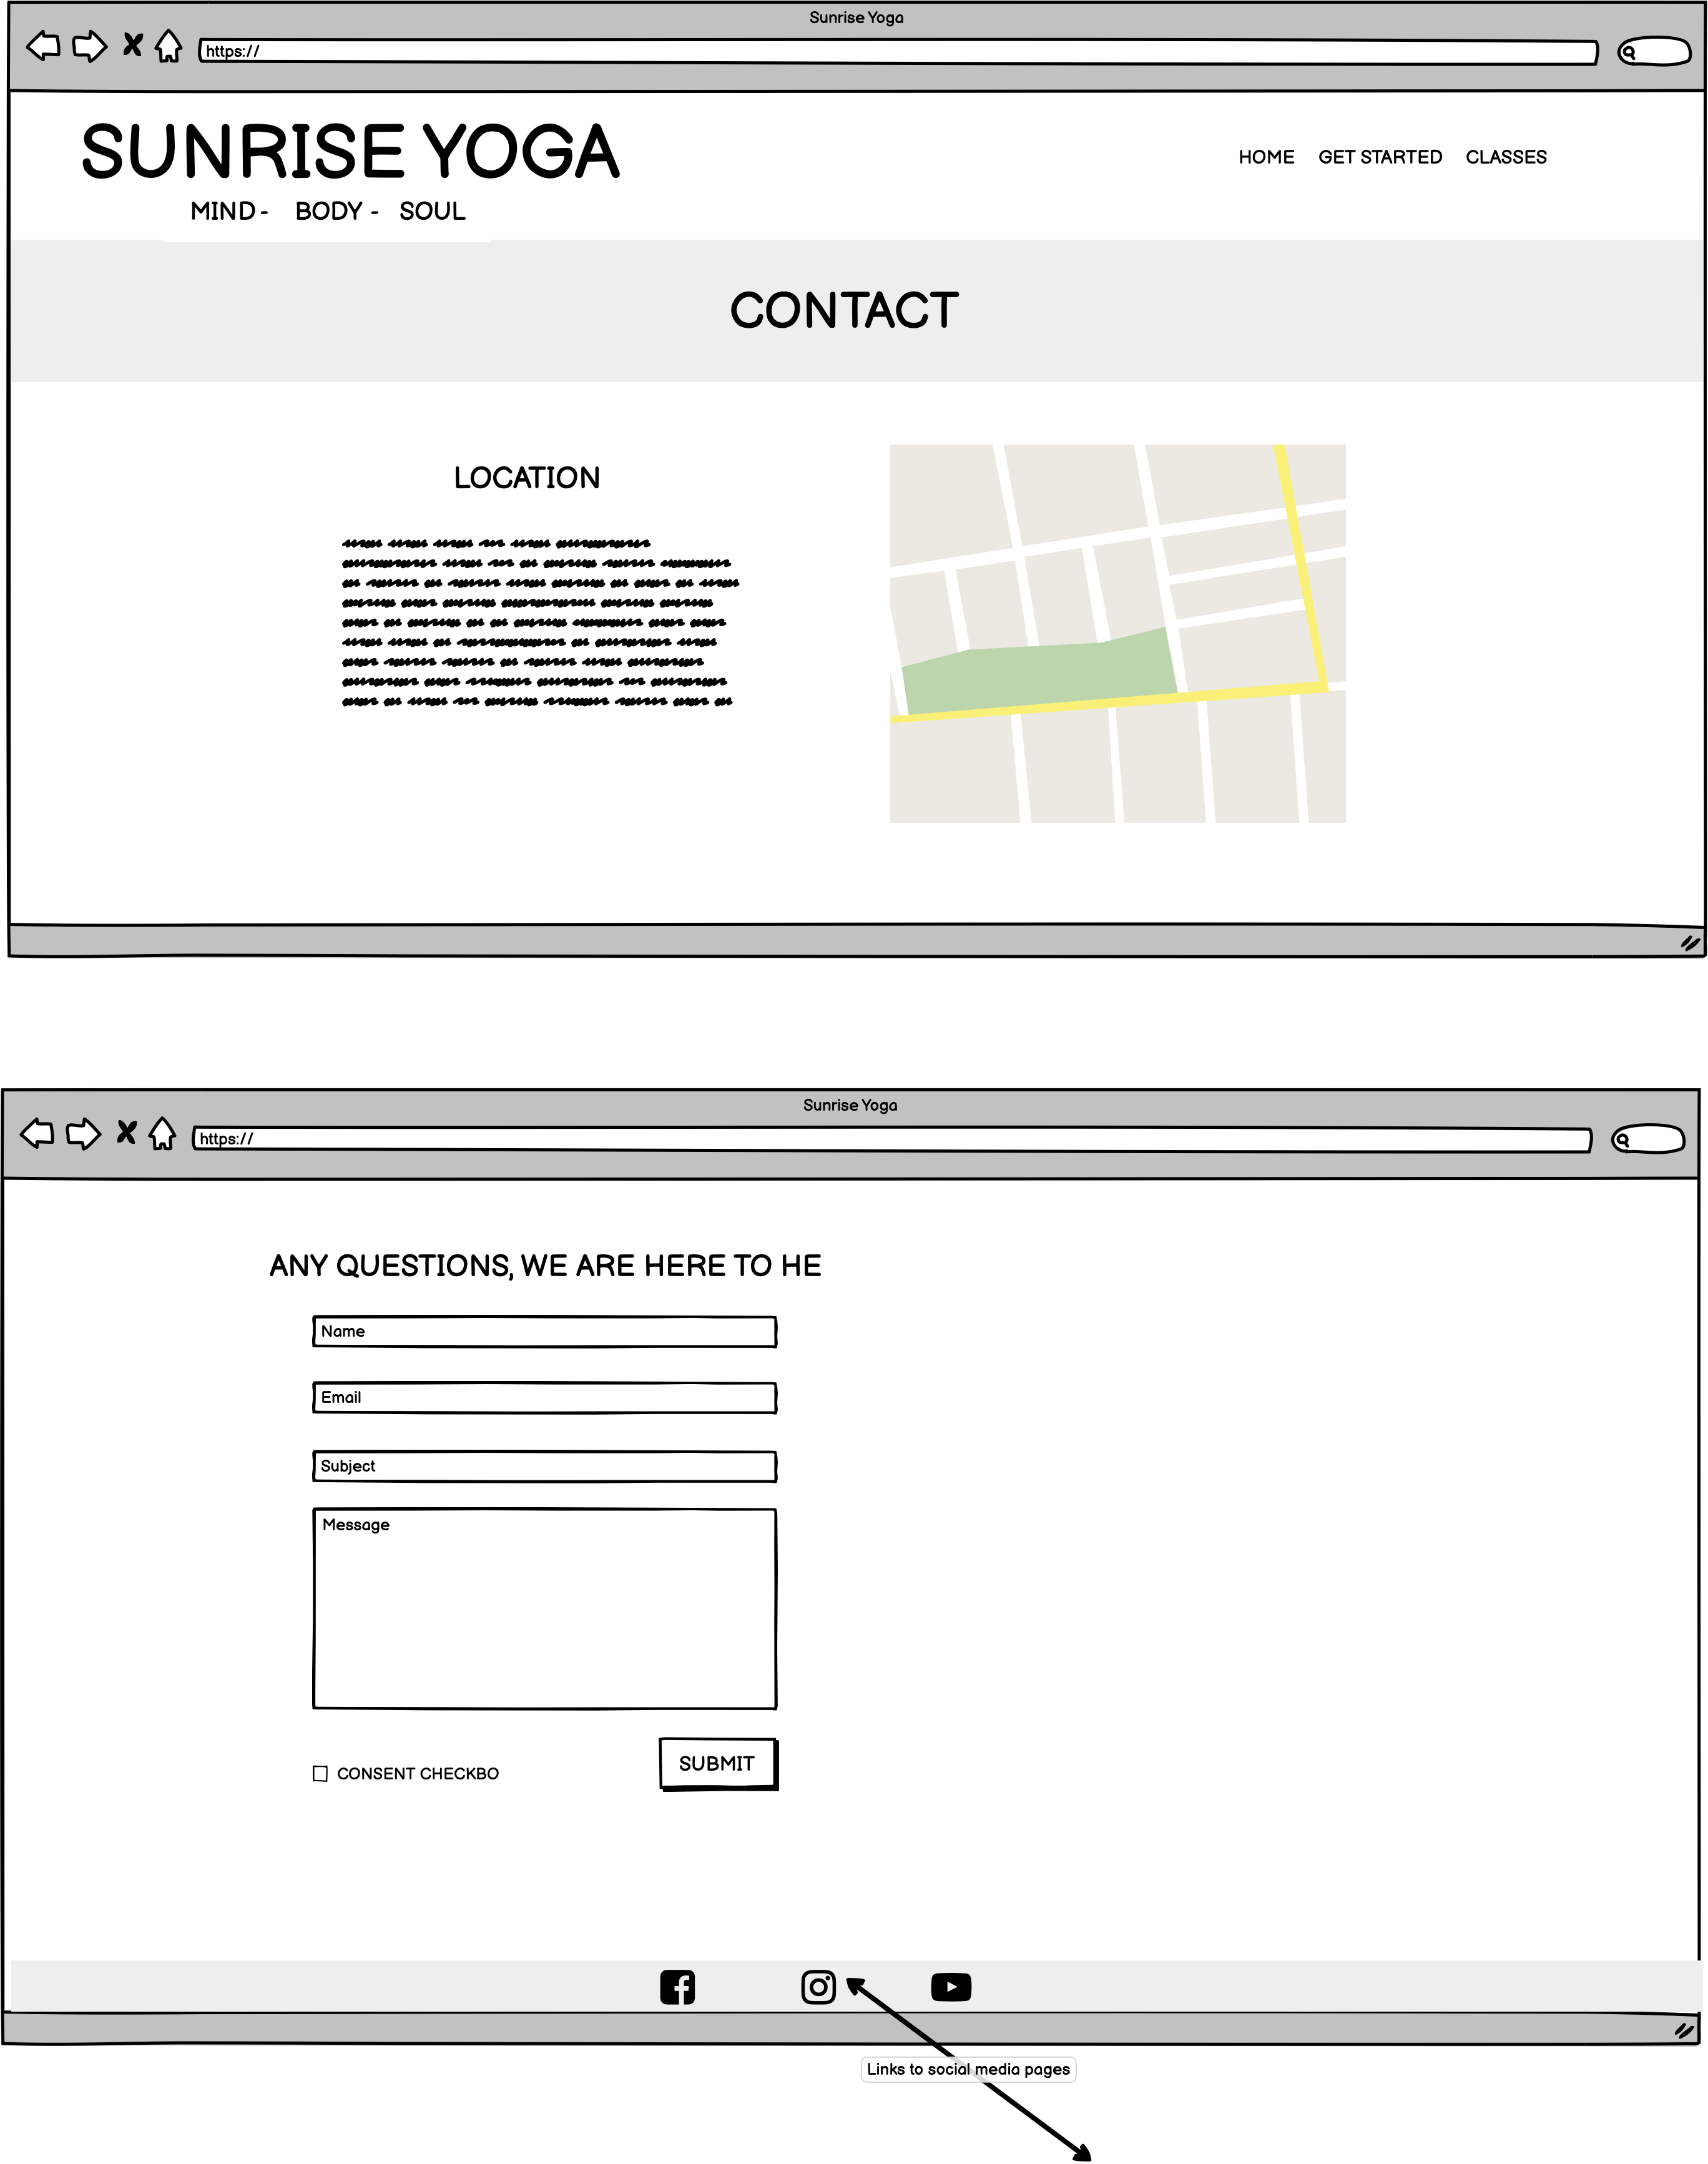 Sunrise Yoga
https://
SUNRISE YOGA
MIND - BODY - SOUL
HOME GET STARTED CLASSES
CONTACT
LOCATION
Sunrise Yoga
https://
ANY QUESTIONS, WE ARE HERE TO HE
Name
Email
Subject
Message
CONSENT CHECKBO
SUBMIT
Links to social media pages